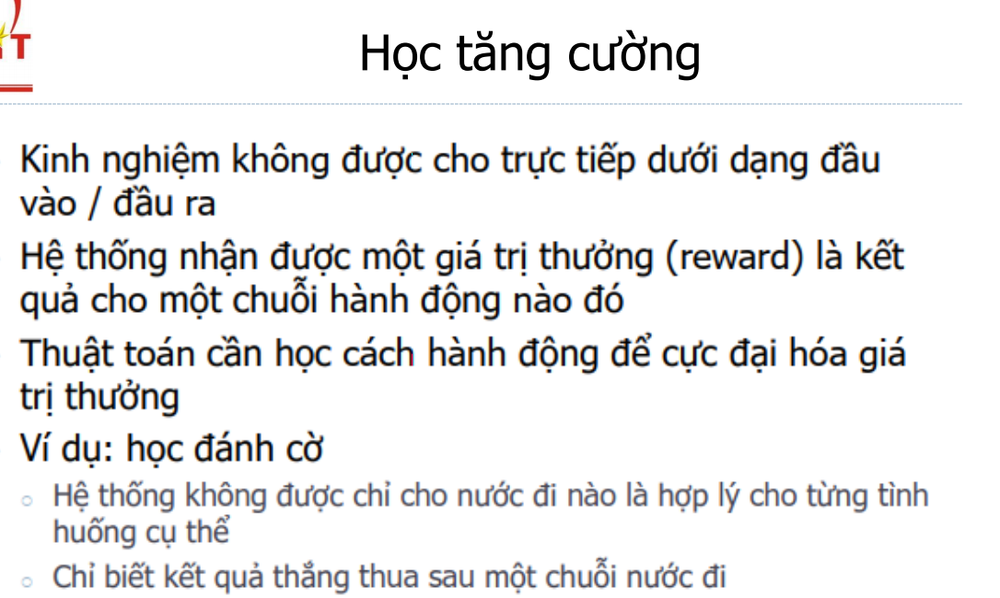 T
Học tăng cường
Kinh nghiệm không được cho trực tiếp dưới dạng đầu
vào / đầu ra
Hệ thống nhận được một giá trị thưởng (reward) là kết
quả cho một chuỗi hành động nào đó
Thuật toán cần học cách hành động để cực đại hóa giá
trị thưởng
Ví dụ: học đánh cờ
Hệ thống không được chỉ cho nước đi nào là hợp lý cho từng tình
huống cụ thể
Chỉ biết kết quả thắng thua sau một chuỗi nước đi